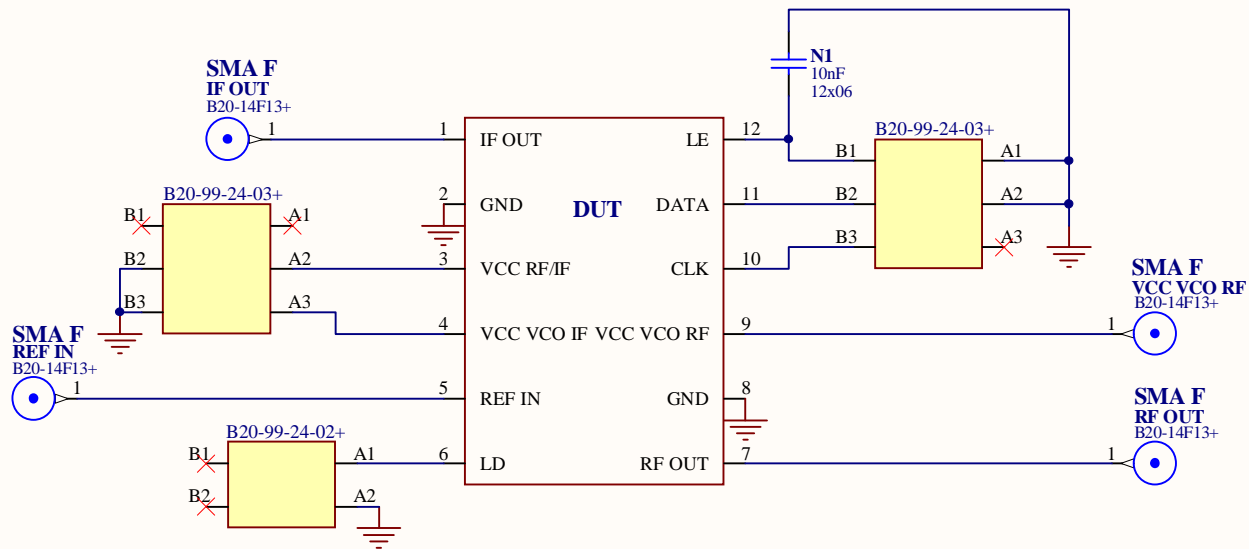 SMA F
IF OUT
B20-14F13+
1
1
IF OUT
2
GND
DUT
B20-99-24-03+
B1
A1
B2
A2
B3
A3
3
VCC RF/IF
4
VCC VCO IF
SMA F
REF IN
B20-14F13+
1
5
REF IN
B20-99-24-02+
B1
A1
B2
A2
6
LD
N1
10nF
12x06
LE
12
DATA
11
CLK
10
B20-99-24-03+
B1
A1
B2
A2
B3
A3
VCC VCO RF
9
1
SMA F
VCC VCO RF
B20-14F13+
GND
8
RF OUT
7
1
SMA F
RF OUT
B20-14F13+